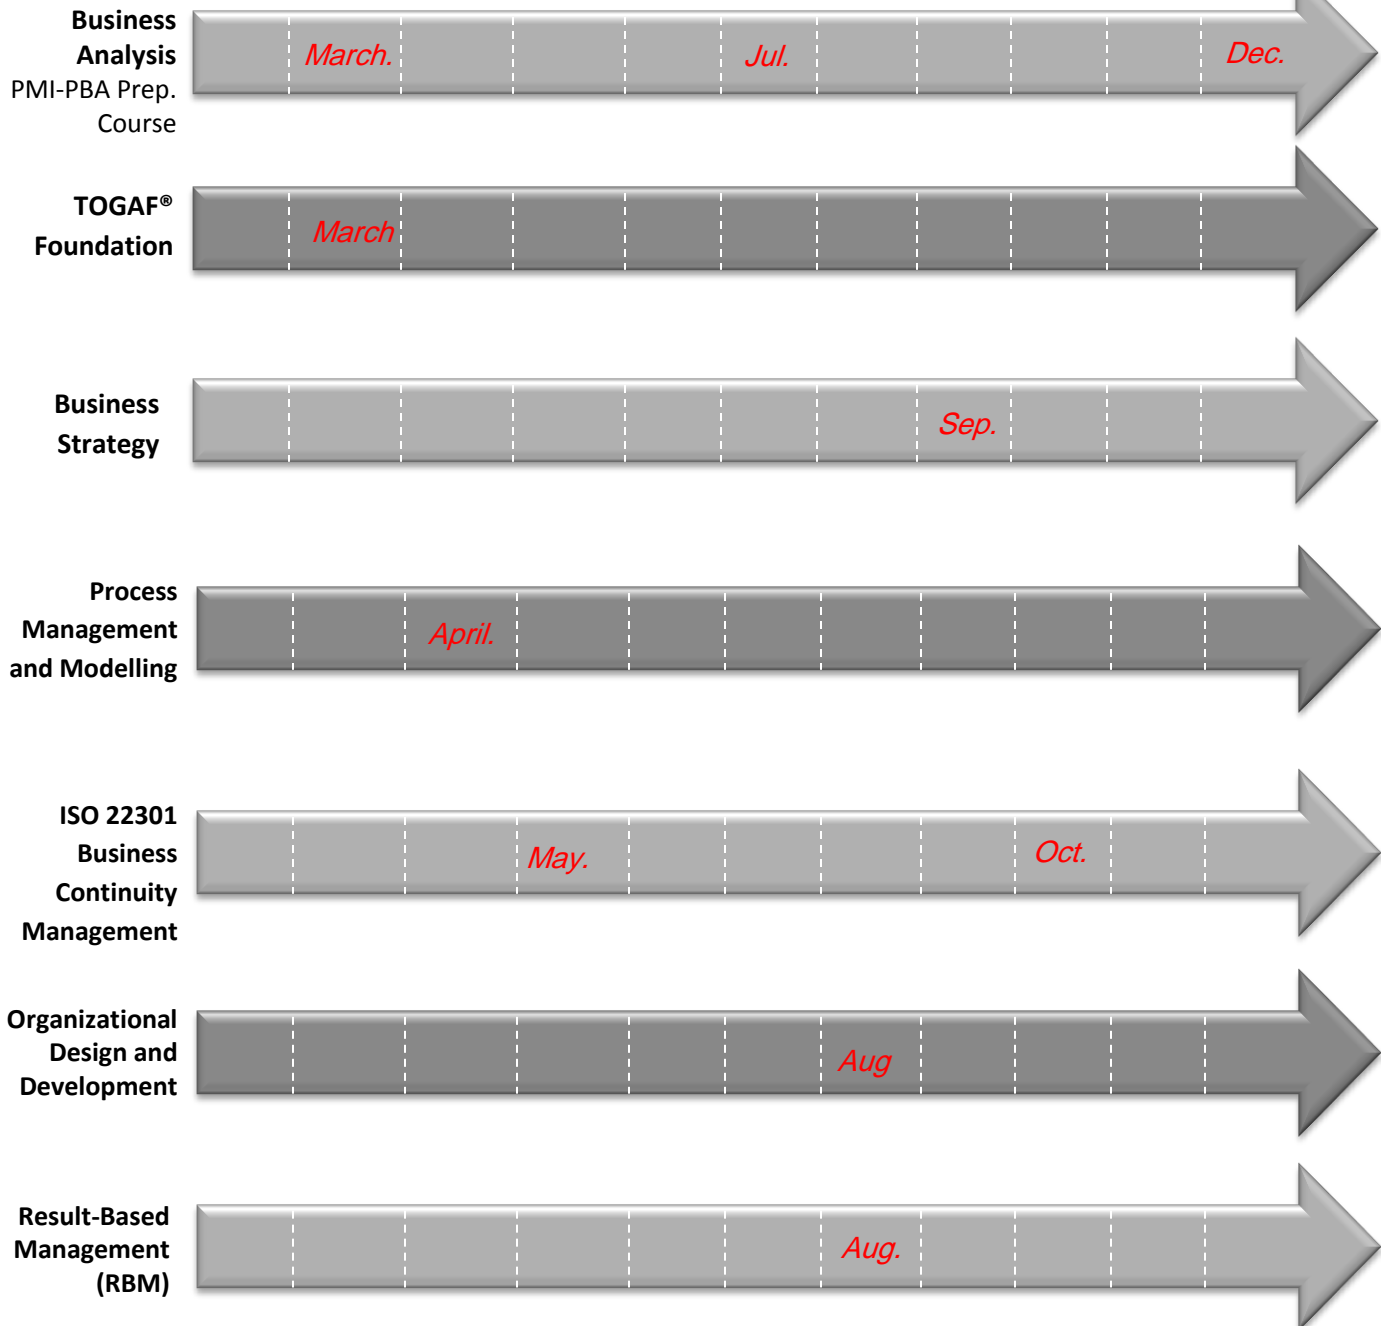 Business
Analysis
PMI-PBA Prep.
Course
March.
Jul.
Dec.
TOGAF®
Foundation
March
Business
Strategy
Sep.
Process
Management
and Modelling
April.
ISO 22301
Business
Continuity
Management
May.
Oct.
Organizational
Design and
Development
Aug
Result-Based
Management
(RBM)
Aug.